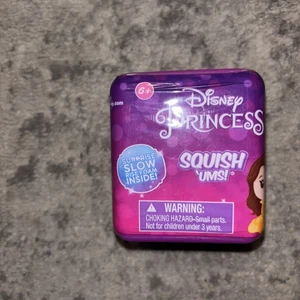 6+
Disney
PRINCESS
SURPRISE
SLOW
RISE FOAM
INSIDE!
SQUISH
'UMS!
WARNING:
CHOKING HAZARD-Small parts.
Not for children under 3 years.